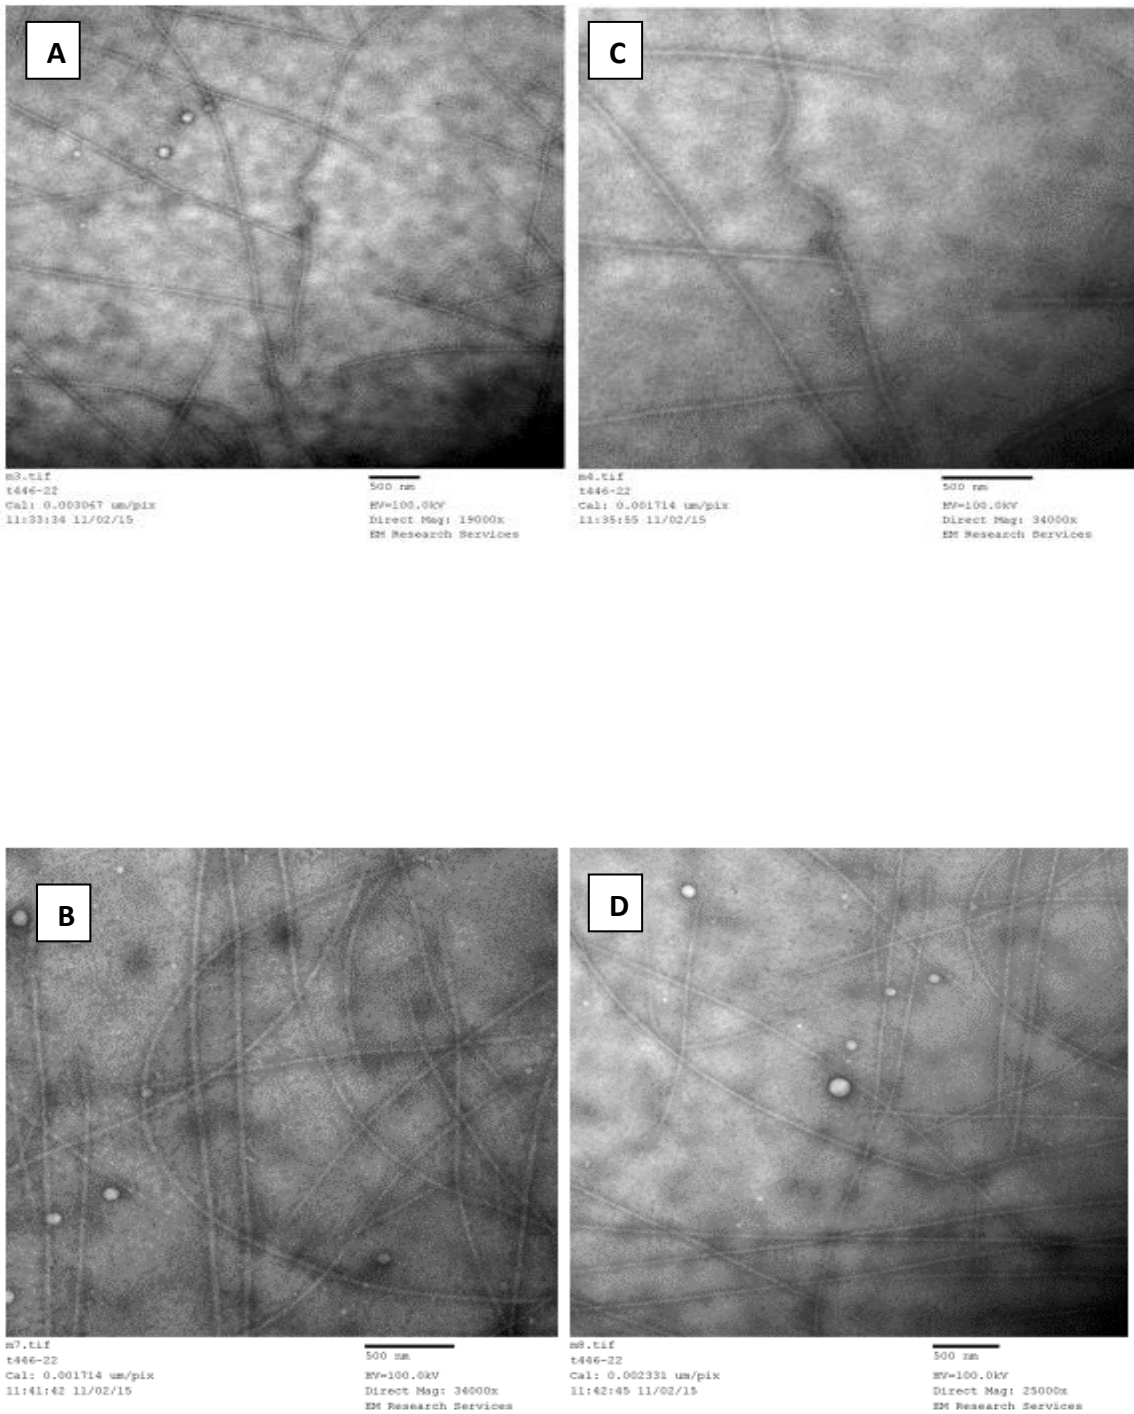 A
m3.tif
t446-22
Cal: 0.003067 um/pix
11:33:34 11/02/15
500 nm
HV=100.0kV
Direct Mag: 19000x
EM Research Services
C
m4.tif
t446-22
Cal: 0.001714 um/pix
11:35:55 11/02/15
500 nm
HV=100.0kV
Direct Mag: 34000x
EM Research Services
B
m7.tif
t446-22
Cal: 0.001714 um/pix
11:41:42 11/02/15
500 nm
HV=100.0kV
Direct Mag: 34000x
EM Research Services
D
m8.tif
t446-22
Cal: 0.002331 um/pix
11:42:45 11/02/15
500 nm
HV=100.0kV
Direct Mag: 25000x
EM Research Services